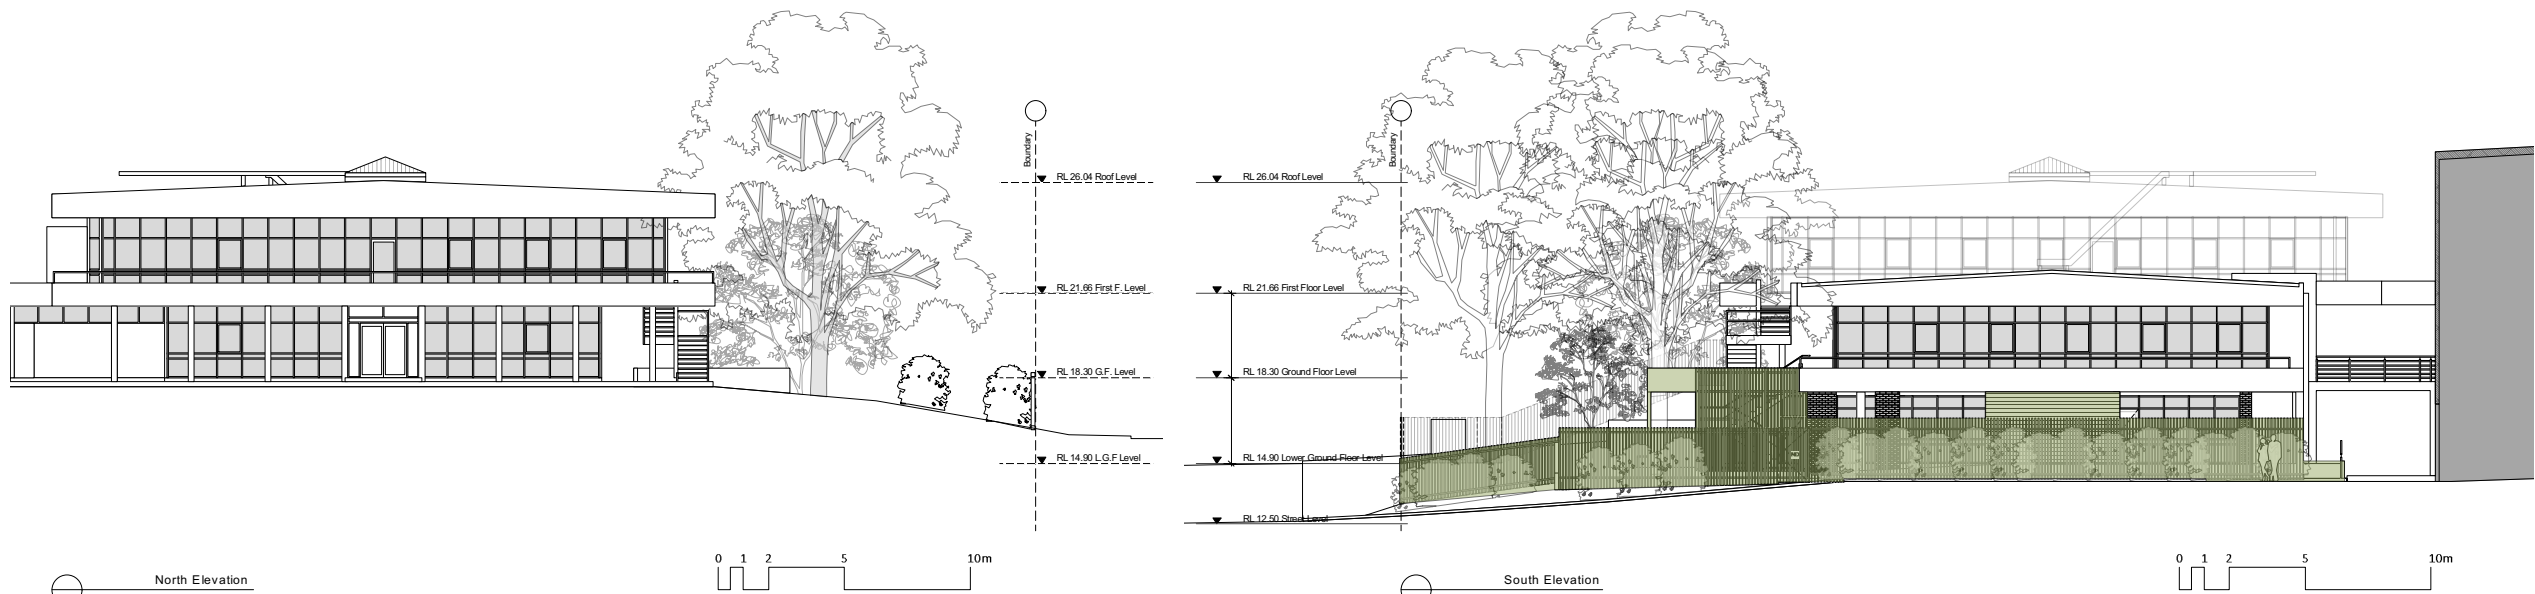 Boundary
RL 26.04 Roof Level
RL 21.66 First F. Level
RL 18.30 G.F. Level
RL 14.90 L.G.F Level
0 1 2 5 10m
North Elevation
Boundary
RL 26.04 Roof Level
RL 21.66 First Floor Level
RL 18.30 Ground Floor Level
RL 14.90 Lower Ground Floor Level
RL 12.50 Street Level
0 1 2 5 10m
South Elevation